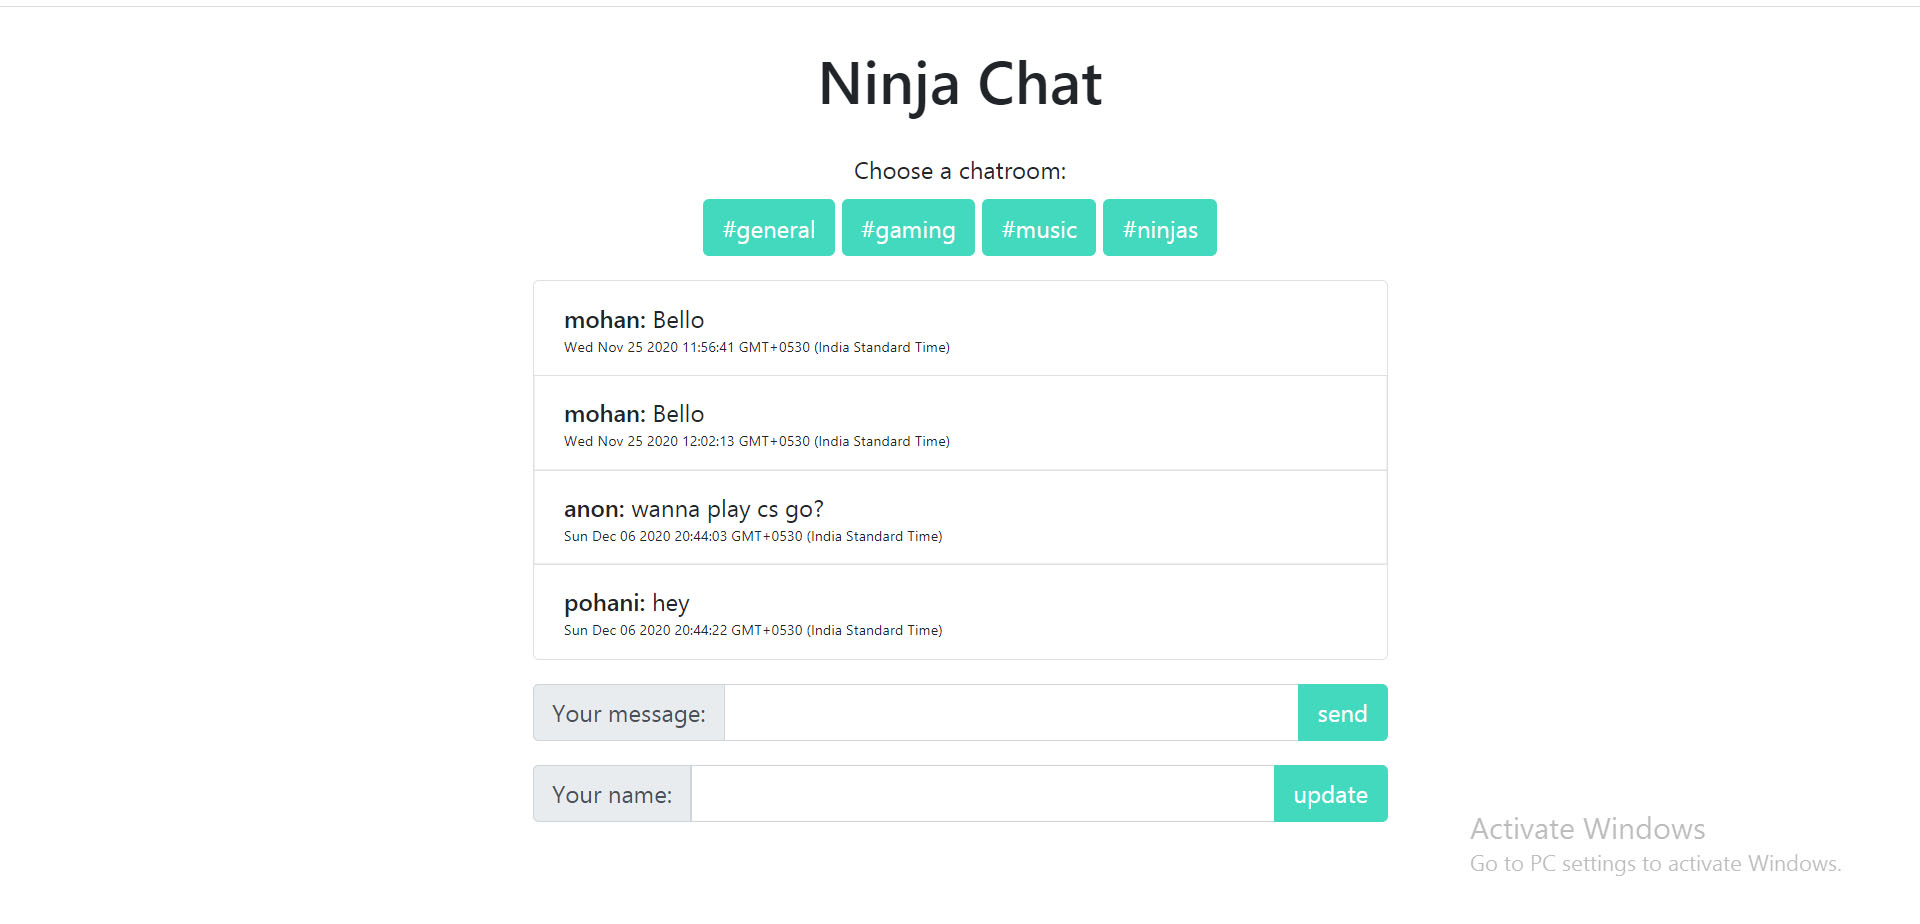 Ninja Chat
Choose a chatroom:
#general #gaming #music #ninjas
mohan: Bello
Wed Nov 25 2020 11:56:41 GMT+0530 (India Standard Time)
mohan: Bello
Wed Nov 25 2020 12:02:13 GMT+0530 (India Standard Time)
anon: wanna play cs go?
Sun Dec 06 2020 20:44:03 GMT+0530 (India Standard Time)
pohani: hey
Sun Dec 06 2020 20:44:22 GMT+0530 (India Standard Time)
Your message: send
Your name: update
Activate Windows
Go to PC settings to activate Windows.